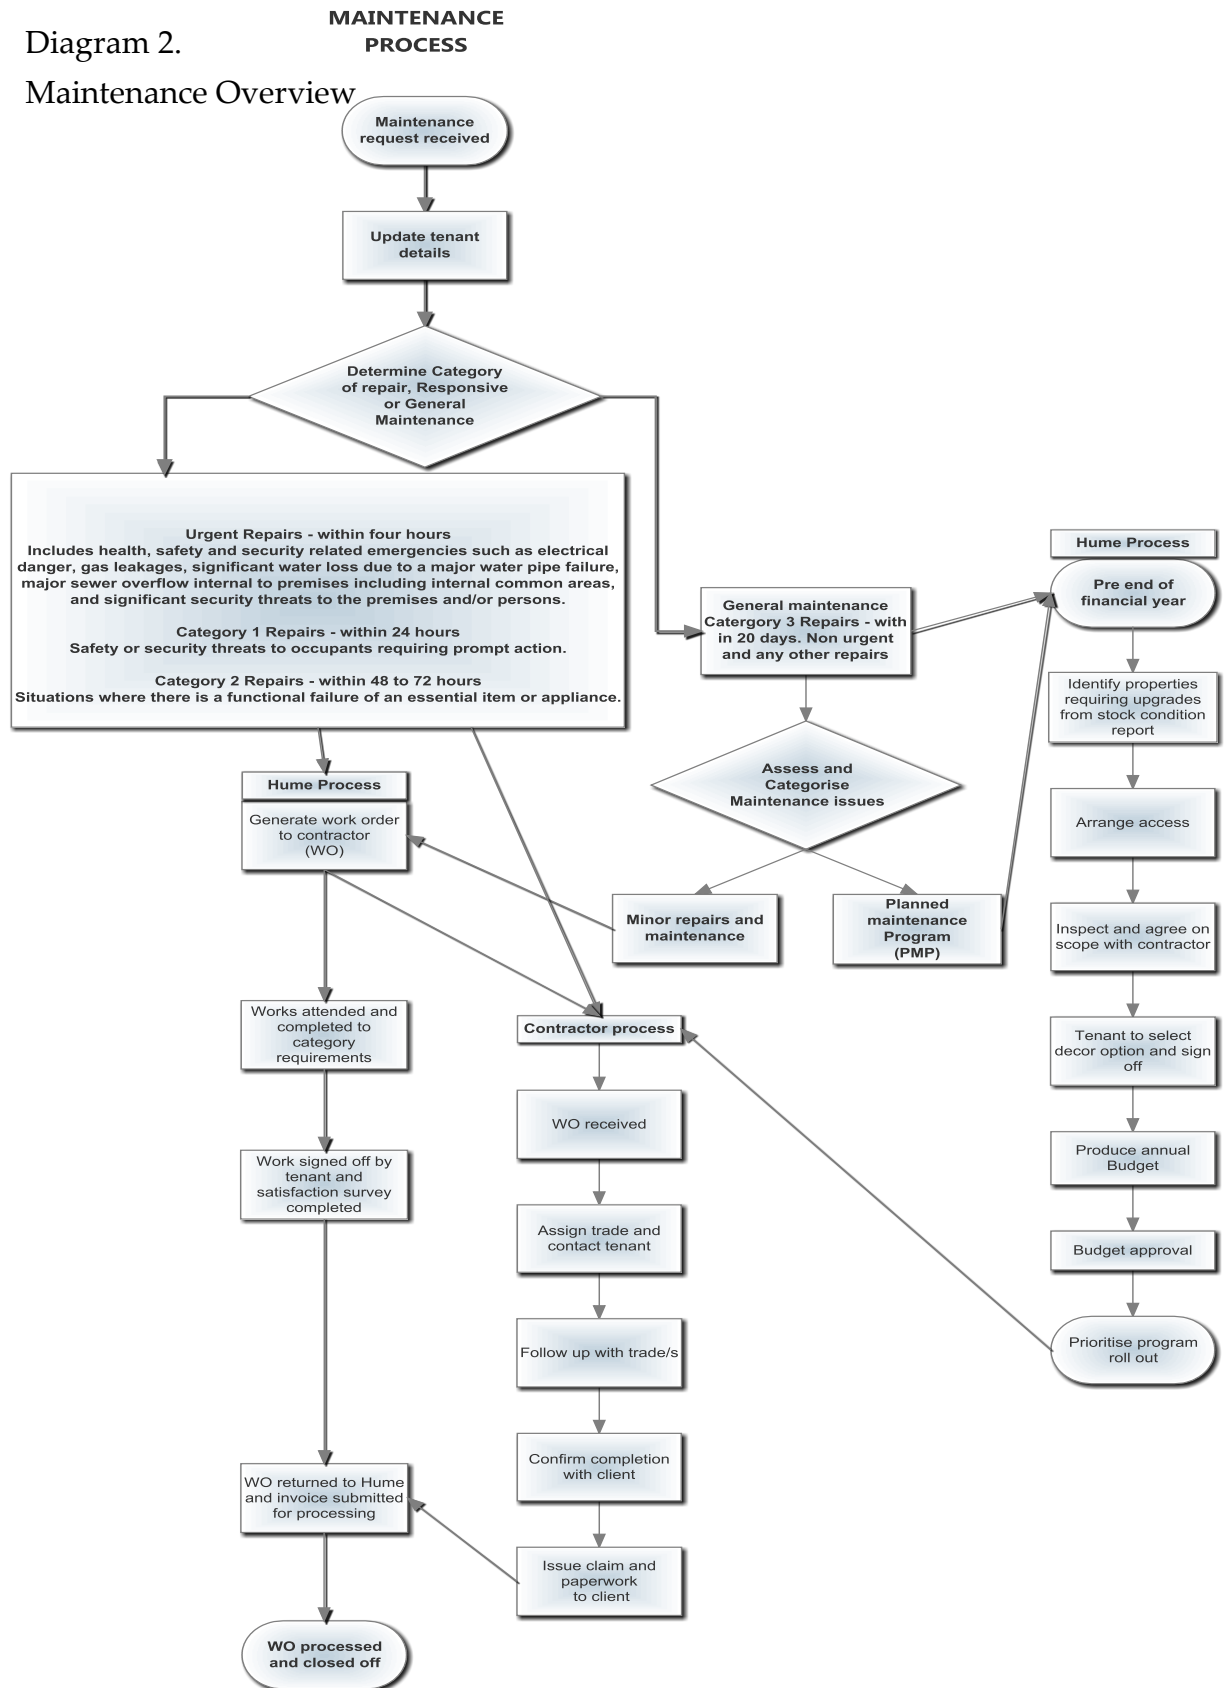 MAINTENANCE
PROCESS
Diagram 2.
Maintenance Overview
Maintenance
request received
Update tenant
details
Determine Category
of repair, Responsive
or General
Maintenance
Urgent Repairs - within four hours
Includes health, safety and security related emergencies such as electrical
danger, gas leakages, significant water loss due to a major water pipe failure,
major sewer overflow internal to premises including internal common areas,
and significant security threats to the premises and/or persons.
Category 1 Repairs - within 24 hours
Safety or security threats to occupants requiring prompt action.
Category 2 Repairs - within 48 to 72 hours
Situations where there is a functional failure of an essential item or appliance.
General maintenance
Catergory 3 Repairs - with
in 20 days. Non urgent
and any other repairs
Assess and
Categorise
Maintenance issues
Minor repairs and
maintenance
Planned
maintenance
Program
(PMP)
Hume Process
Generate work order
to contractor
(WO)
Works attended and
completed to
category
requirements
Work signed off by
tenant and
satisfaction survey
completed
WO returned to Hume
and invoice submitted
for processing
WO processed
and closed off
Contractor process
WO received
Assign trade and
contact tenant
Follow up with trade/s
Confirm completion
with client
Issue claim and
paperwork
to client
Hume Process
Pre end of
financial year
Identify properties
requiring upgrades
from stock condition
report
Arrange access
Inspect and agree on
scope with contractor
Tenant to select
decor option and sign
off
Produce annual
Budget
Budget approval
Prioritise program
roll out